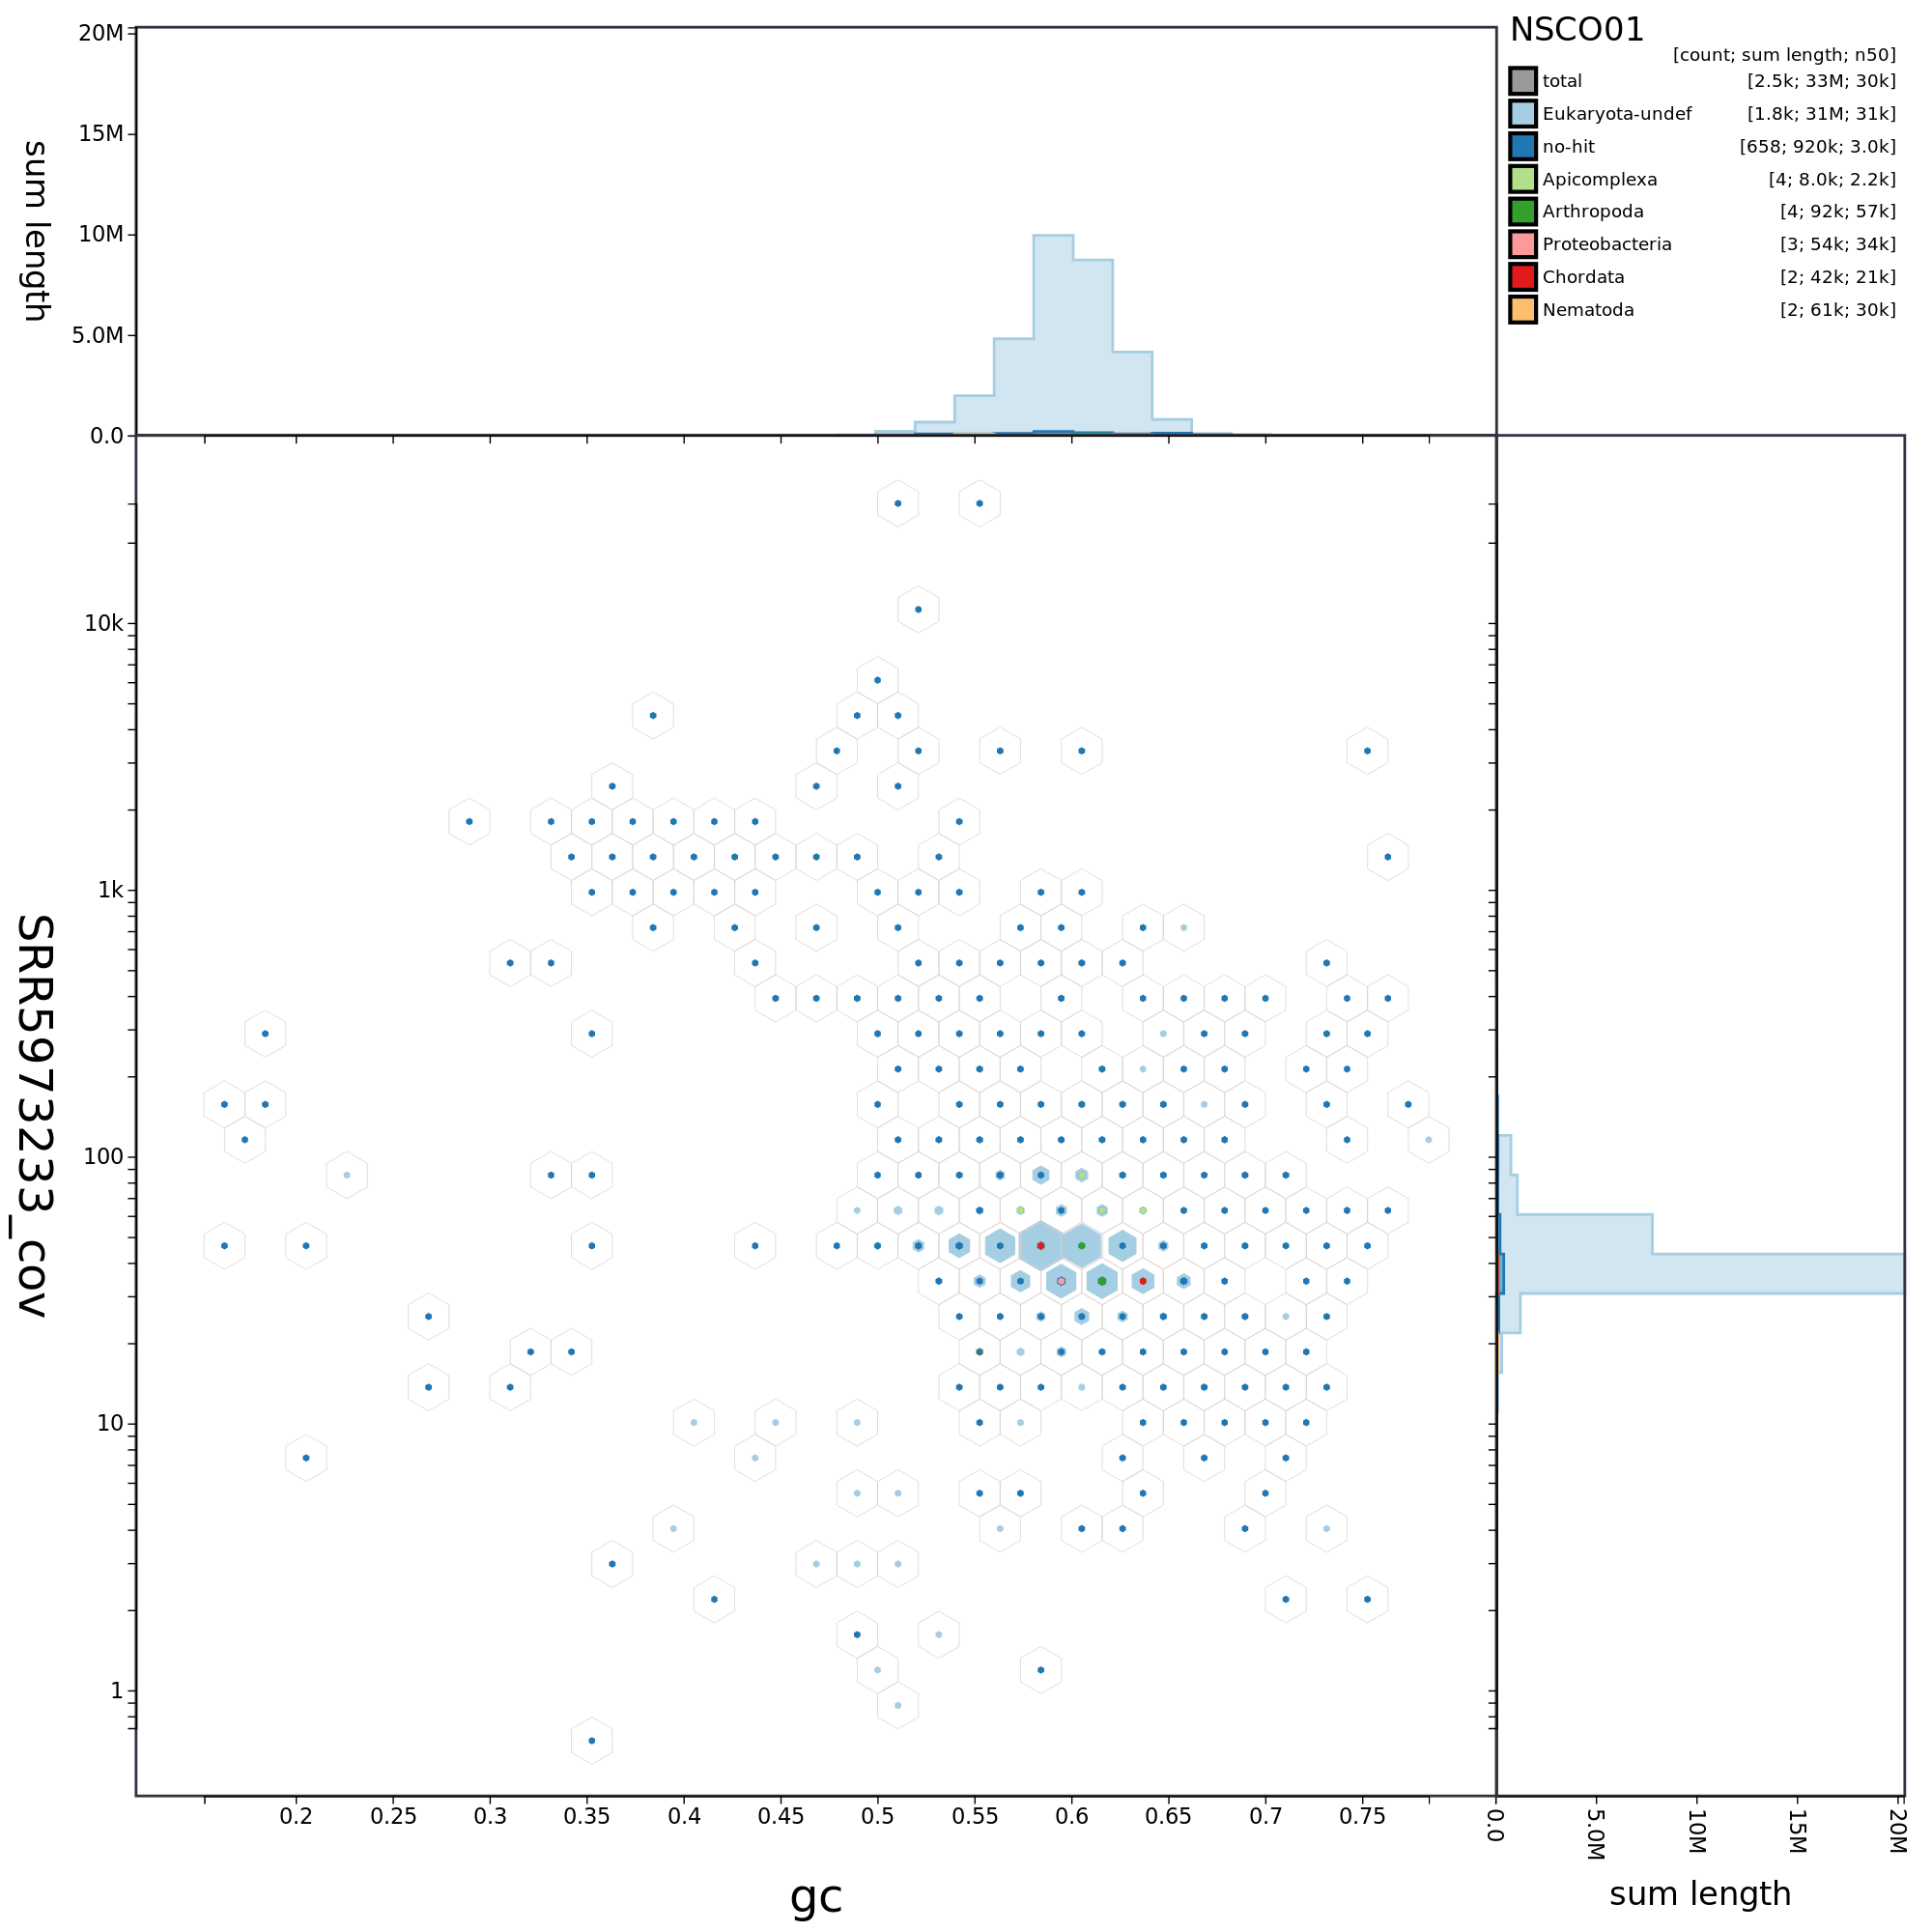 NSCO01
[count; sum length; n50]
total [2.5k; 33M; 30k]
Eukaryota-undef [1.8k; 31M; 31k]
no-hit [658; 920k; 3.0k]
Apicomplexa [4; 8.0k; 2.2k]
Arthropoda [4; 92k; 57k]
Proteobacteria [3; 54k; 34k]
Chordata [2; 42k; 21k]
Nematoda [2; 61k; 30k]
sum length
20M
15M
10M
5.0M
0.0
SRR5973233_cov
10k
1k
100
10
1
0.2 0.25 0.3 0.35 0.4 0.45 0.5 0.55 0.6 0.65 0.7 0.75
gc
0.0 5.0M 10M 15M 20M
sum length